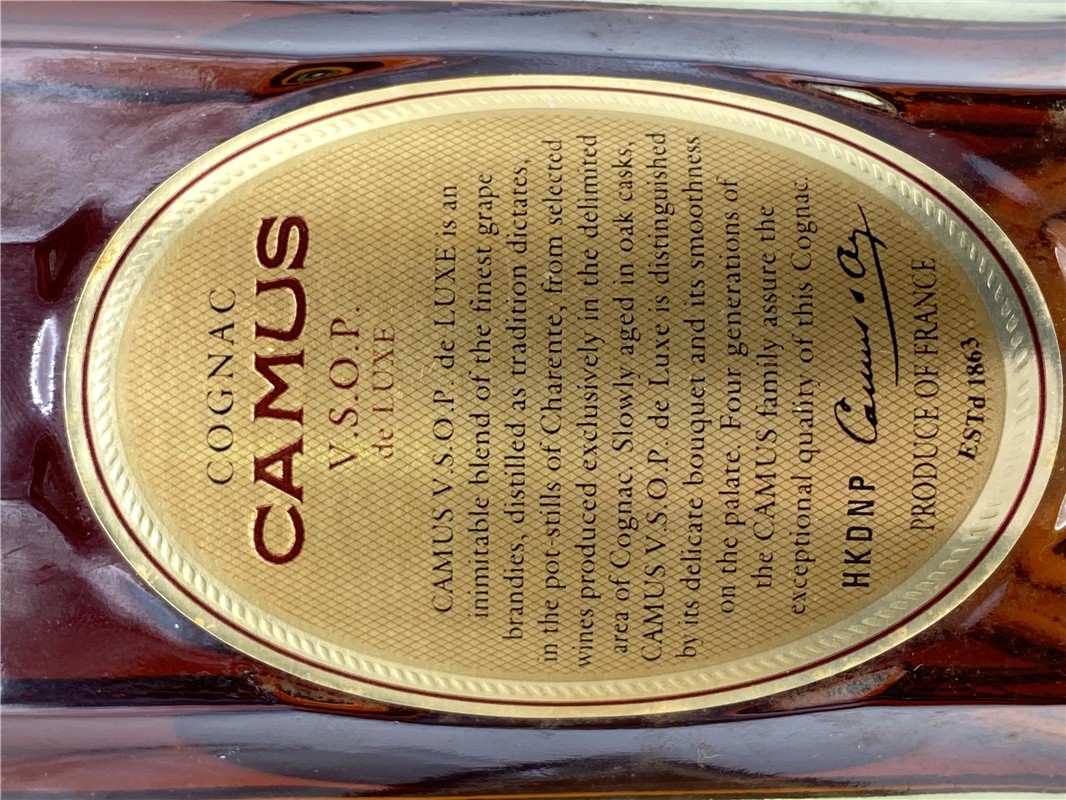 COGNAC
CAMUS
V.S.O.P.
de LUXE
CAMUS V.S.O.P. de LUXE is an
inimitable blend of the finest grape
brandies, distilled as tradition dictates,
in the pot-stills of Charente, from selected
wines produced exclusively in the delimited
area of Cognac. Slowly aged in oak casks,
CAMUS V.S.O.P. de Luxe is distinguished
by its delicate bouquet and its smoothness
on the palate. Four generations of
the CAMUS family assure the
exceptional quality of this Cognac.
HKDNP Camus & Cy
PRODUCE OF FRANCE
ESTd 1863